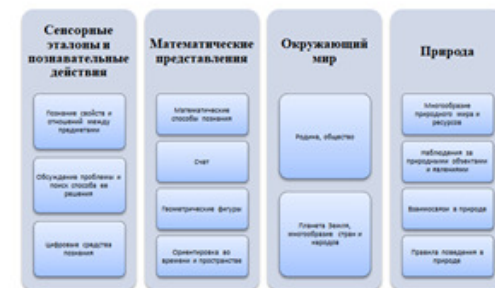 Сенсорные
эталоны и
познавательные
действия
Познание свойств и
отношений между
предметами
Обсуждение проблемы и
поиск способа ее
решения
Цифровые средства
познания
Математические
представления
Математические
способы познания
Счет
Геометрические фигуры
Ориентировка во
времени и пространстве
Окружающий
мир
Родина, общество
Планета Земля,
многообразие стран и
народов
Природа
Многообразие
природного мира и
ресурсов
Наблюдения за
природными объектами
и явлениями
Взаимосвязи в природе
Правила поведения в
природе